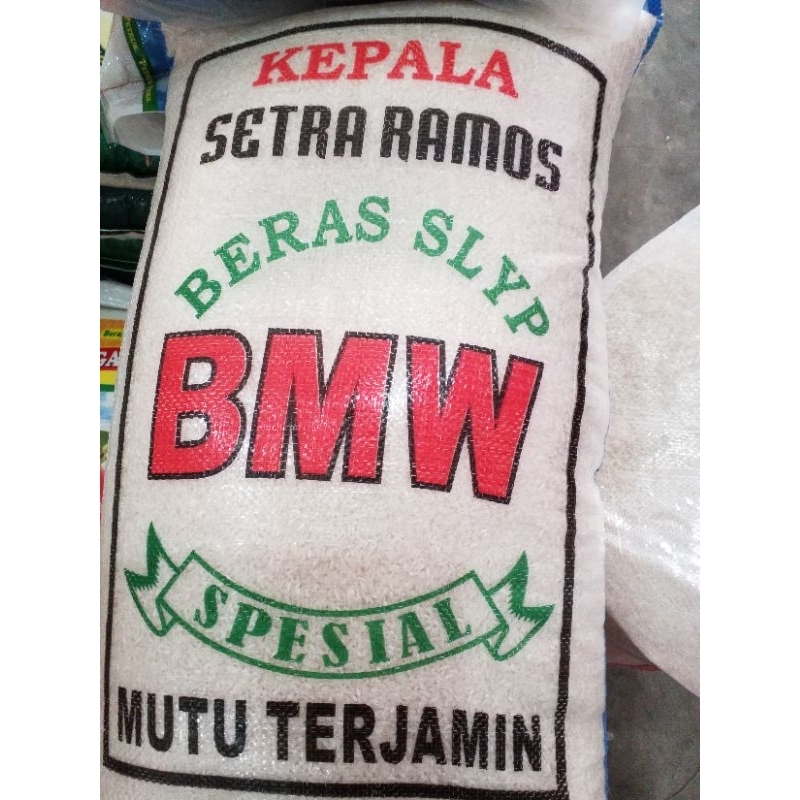 KEPALA
SETRA RAMOS
BERAS SLYP
BMW
SPESIAL
MUTU TERJAMIN